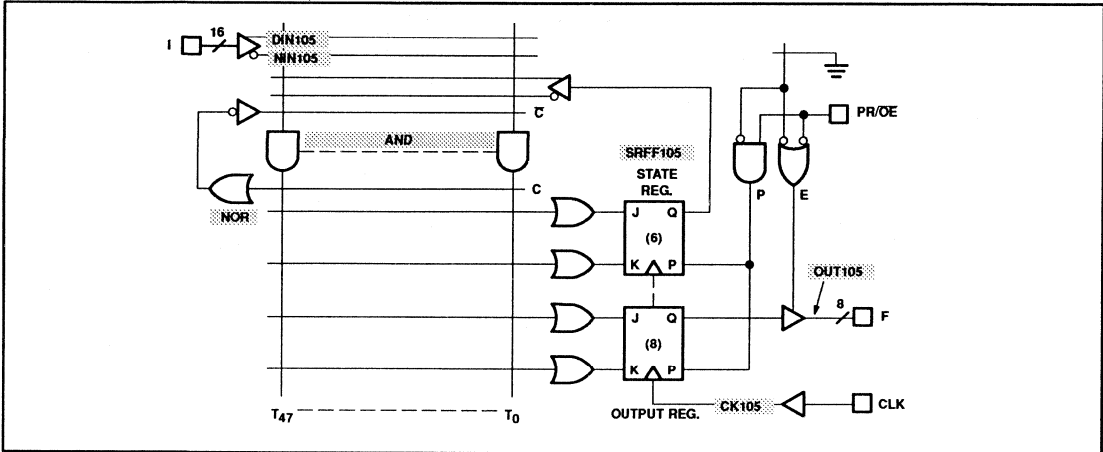 I
16
DIN105
NIN105
C̅
PR/O̅E̅
AND
SRFF105
STATE
REG.
P
E
C
NOR
J Q
(6)
K P
OUT105
8
J Q
F
(8)
K P
T47 T0
OUTPUT REG.
CK105
CLK